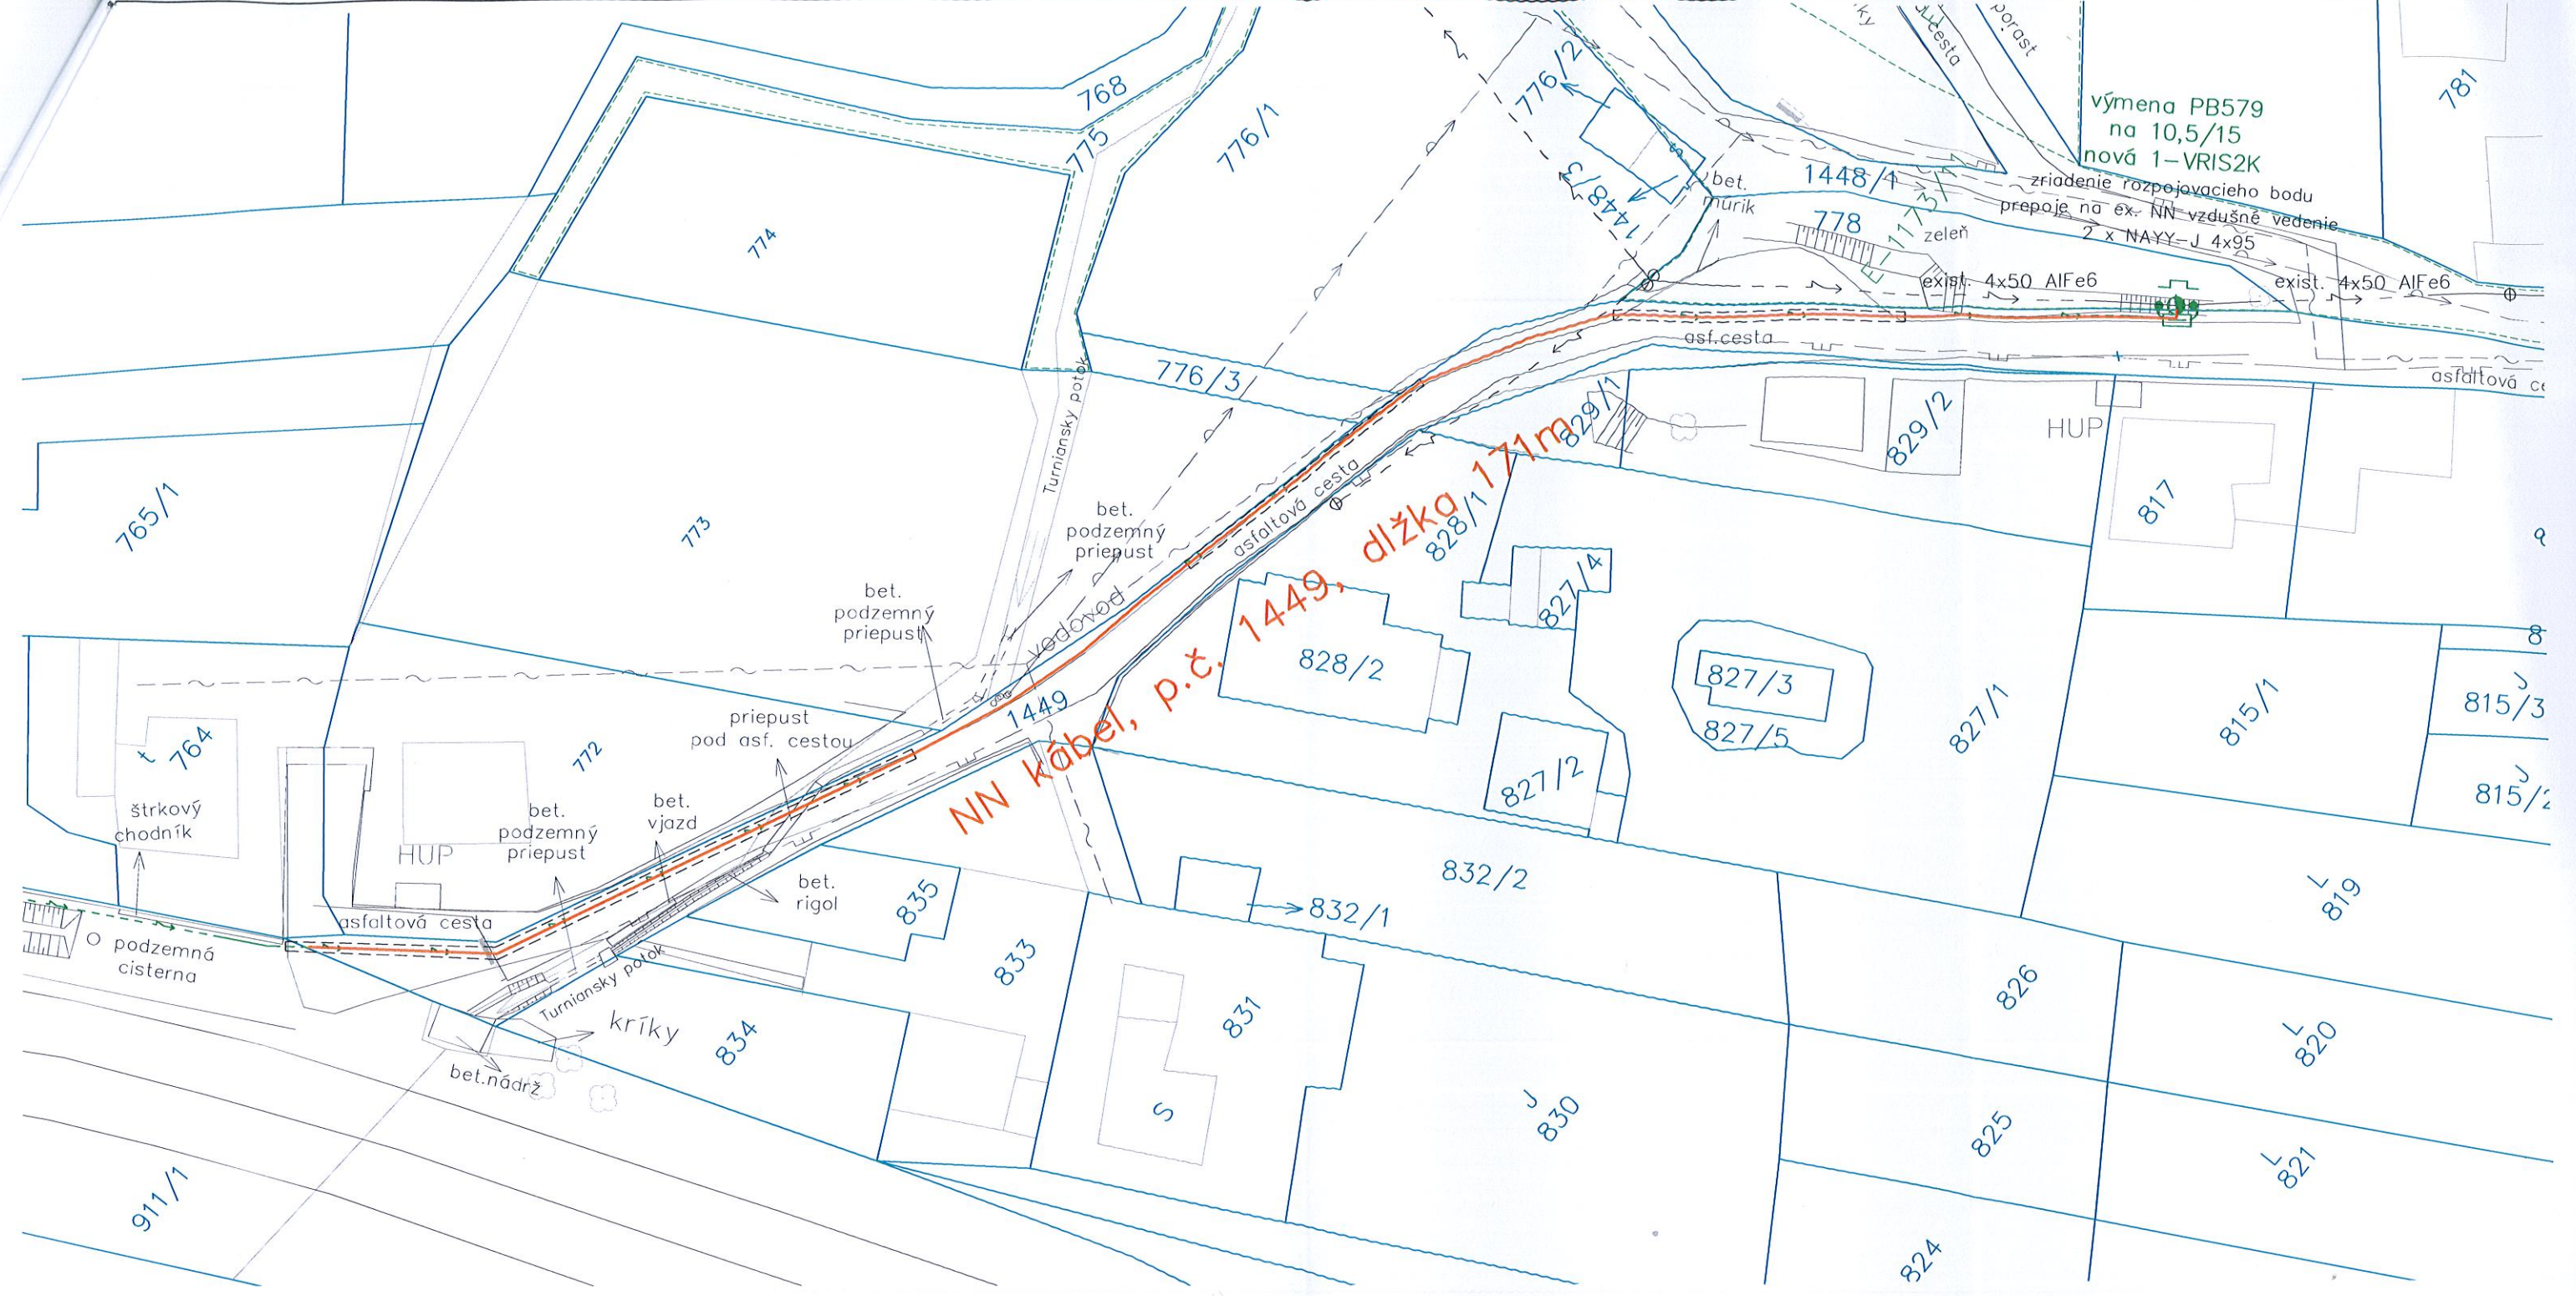 ky
cesta
porast
781
výmena PB579
na 10,5/15
nová 1-VRIS2K
zriadenie rozpojovacieho bodu
prepoje na ex. NN vzdušné vedenie
2 x NAYY-J 4x95
768
775
776/1
776/2
1448/3
bet.
múrik
1448/1
778
zeleň
E-1173/1
exist. 4x50 AlFe6
exist. 4x50 AlFe6
774
asf.cesta
asfaltová ce
776/3
Turniansky potok
829/1
829/2
HUP
817
765/1
773
bet.
podzemný
priepust
asfaltová cesta
828/1
827/4
bet.
podzemný
priepust
vodovod
NN kábel, p.č. 1449, dĺžka 171m
828/2
827/3
827/5
827/1
815/1
8
J
815/3
J
815/2
1449
t
764
772
priepust
pod asf. cestou
827/2
štrkový
chodník
HUP
bet.
podzemný
priepust
bet.
vjazd
bet.
rigol
835
832/2
832/1
L
819
asfaltová cesta
O podzemná
cisterna
Turniansky potok
833
831
826
L
820
kríky
834
bet.nádrž
S
J
830
825
L
821
911/1
824